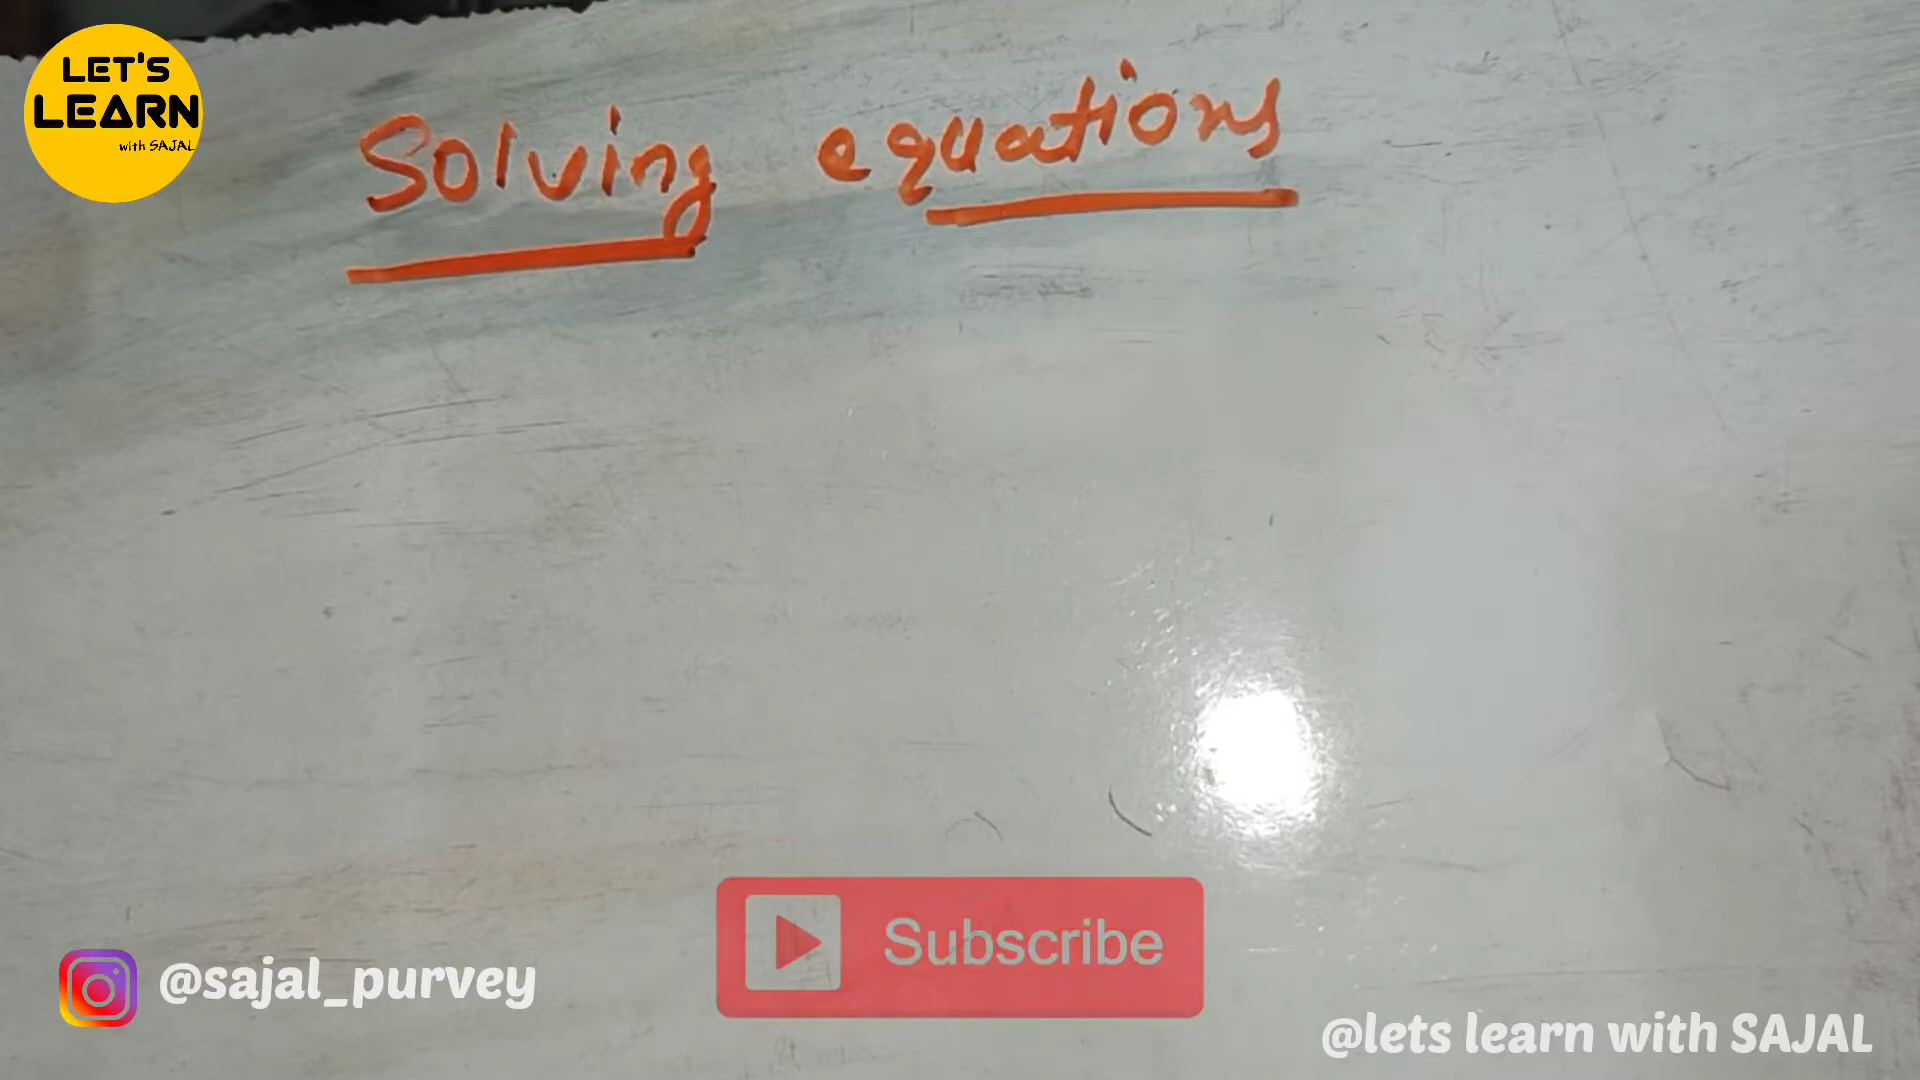 LET'S
LEARN
with SAJAL
Solving equations
Subscribe
@sajal_purvey
@lets learn with SAJAL